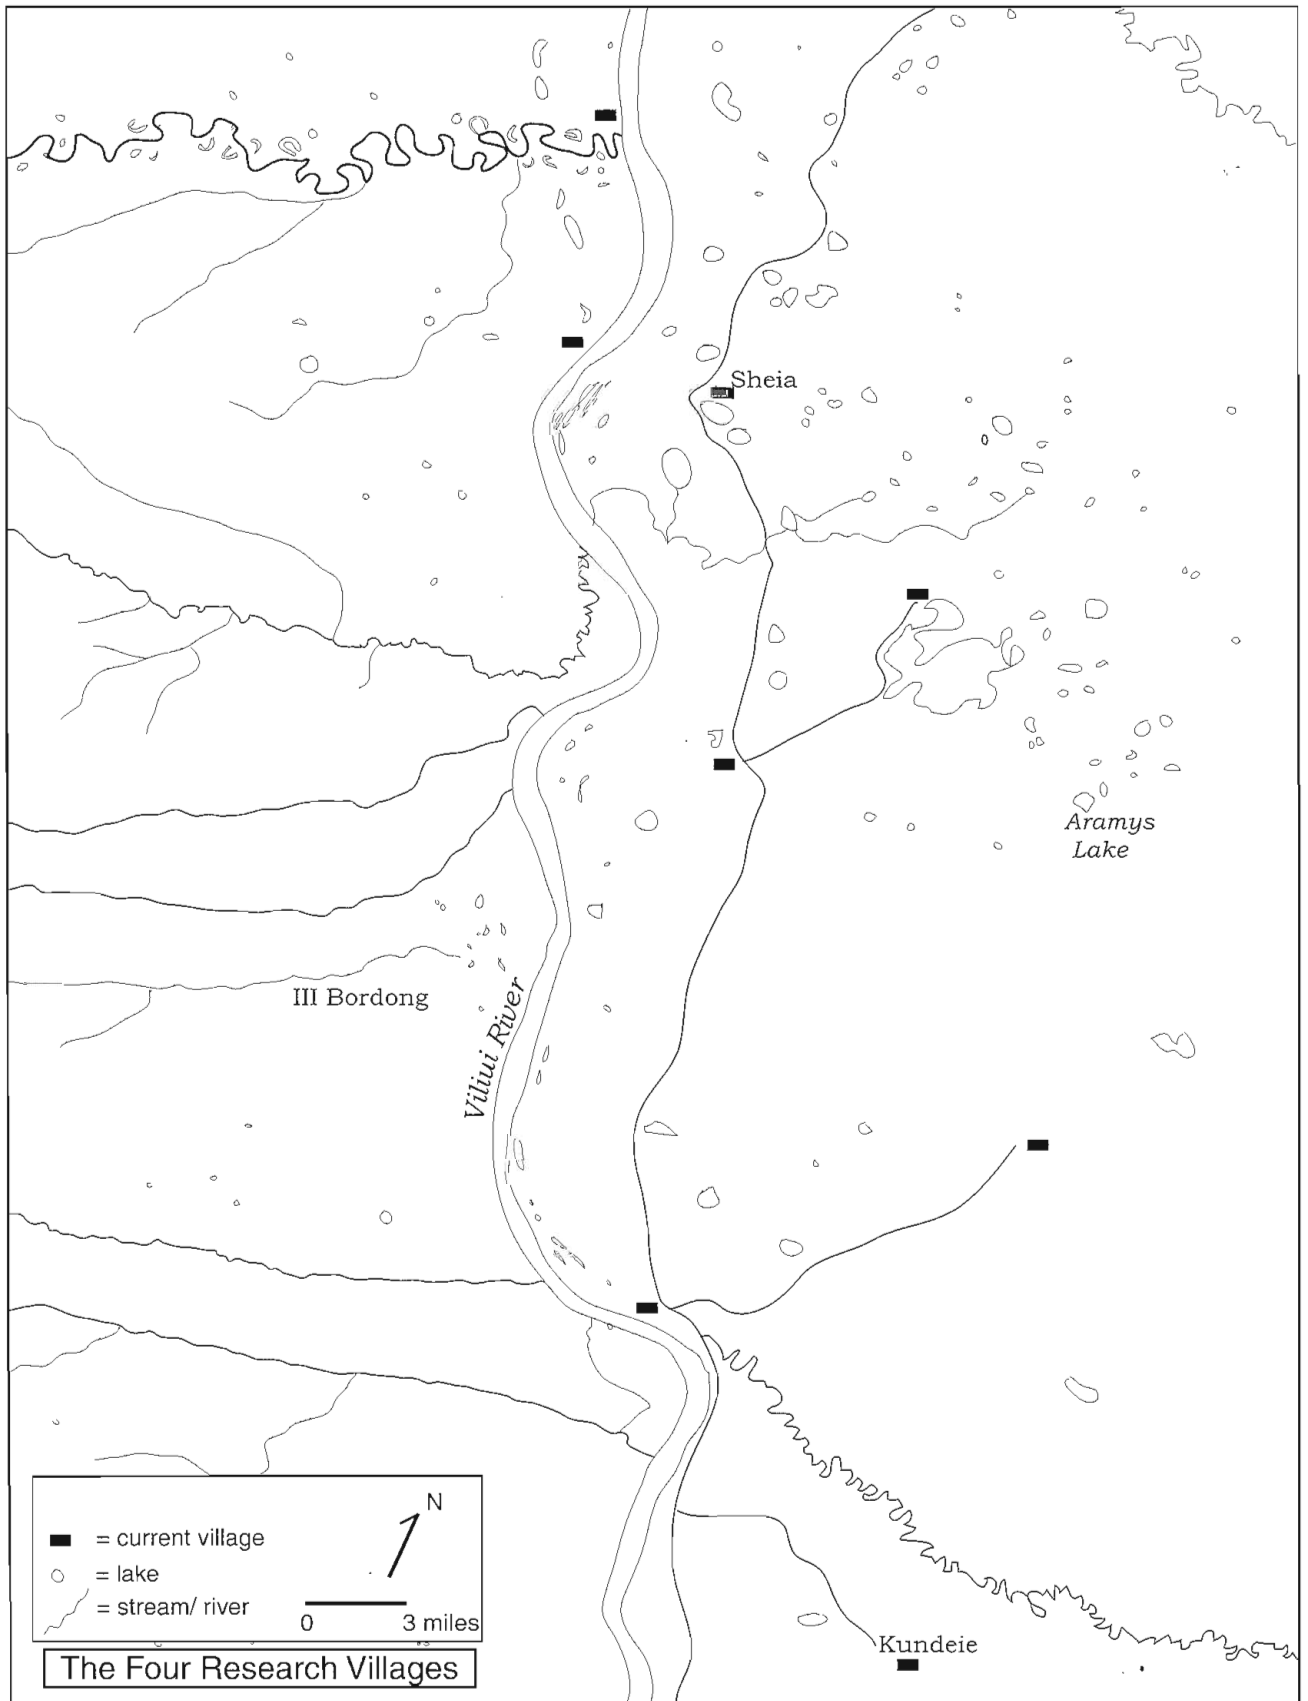 Sheia
Aramys
Lake
III Bordong
Viliui River
N
= current village
= lake
= stream/ river
0 3 miles
Kundeie
The Four Research Villages